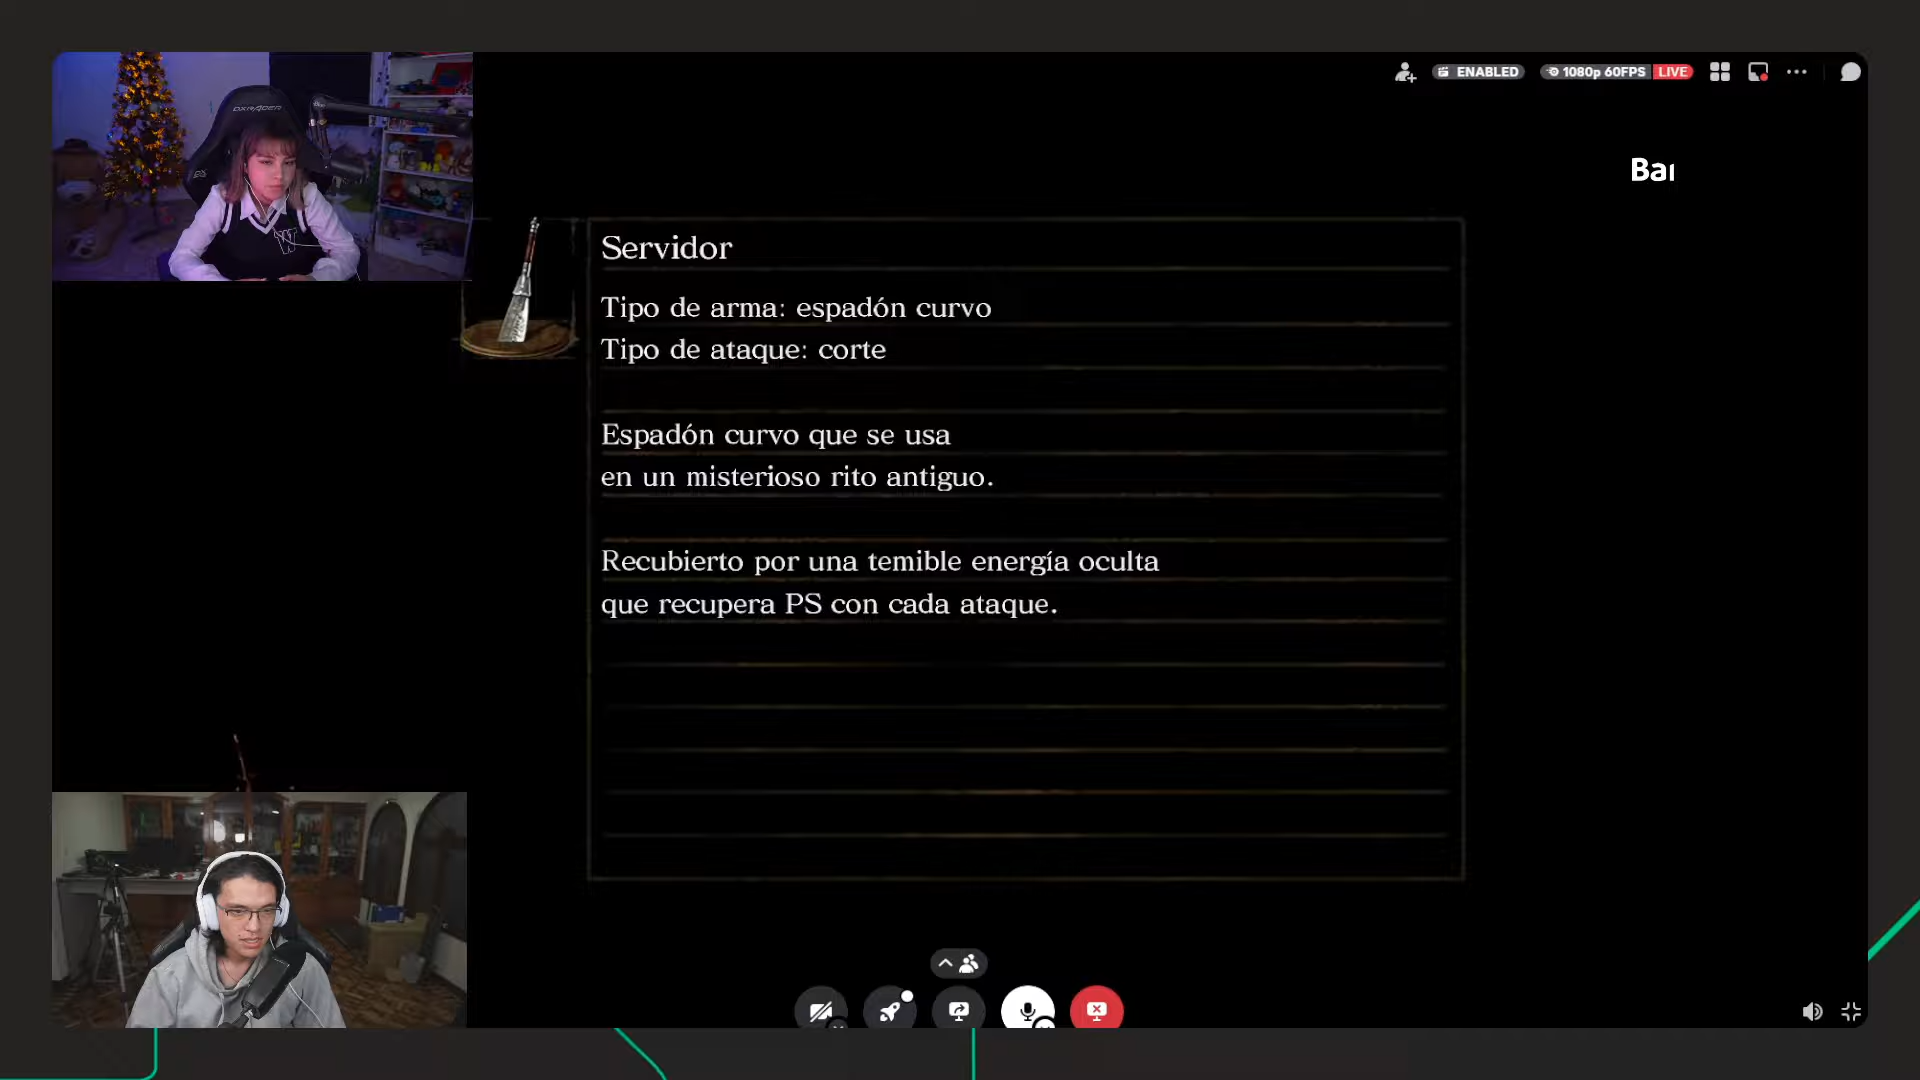 ENABLED
1080p 60FPS
LIVE
DXRACER
Servidor
Tipo de arma: espadón curvo
Tipo de ataque: corte
Espadón curvo que se usa
en un misterioso rito antiguo.
Recubierto por una temible energía oculta
que recupera PS con cada ataque.